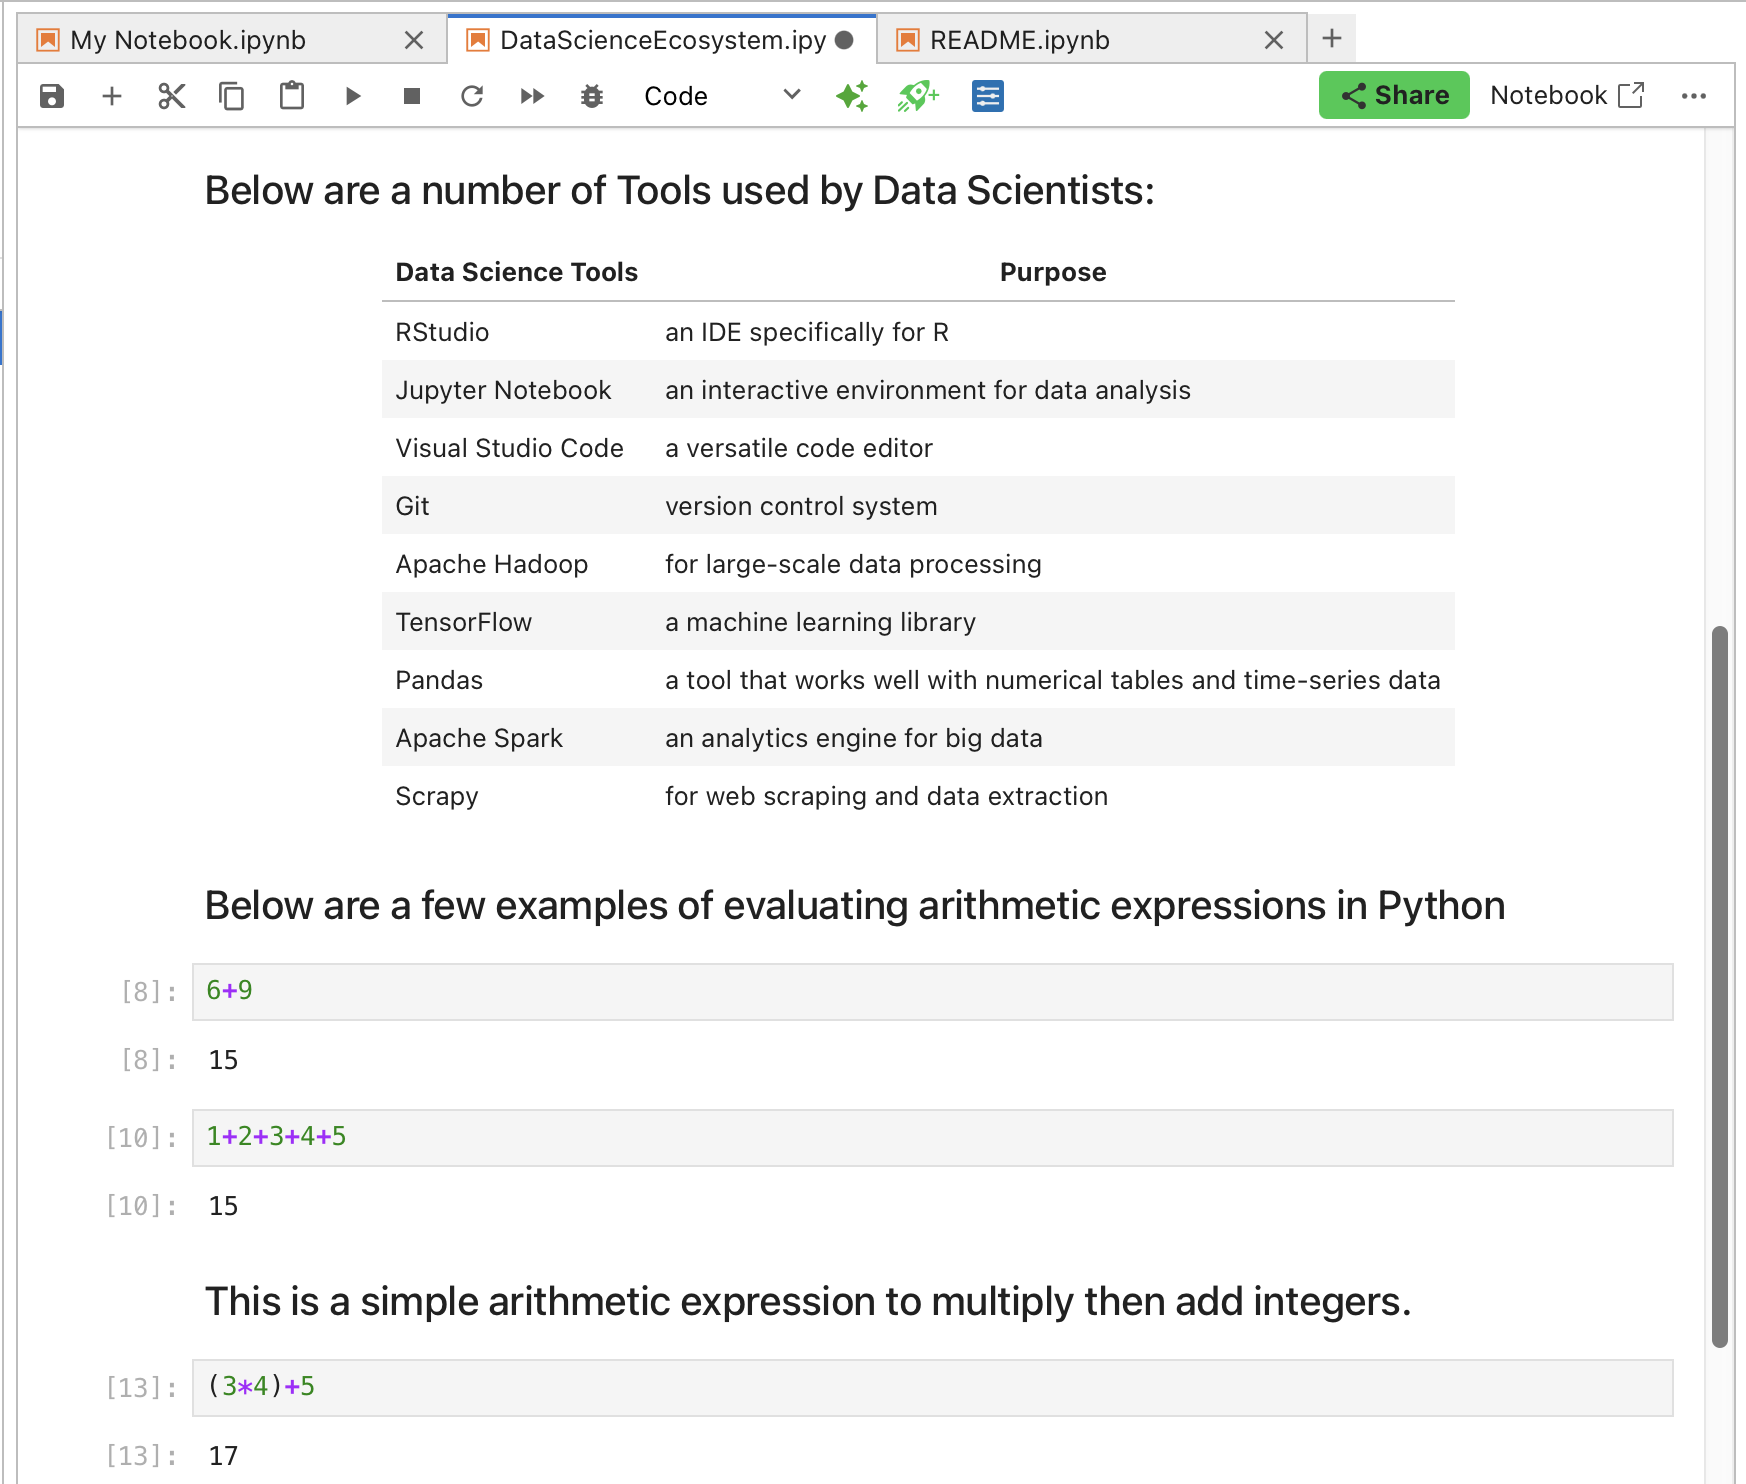 My Notebook.ipynb DataScienceEcosystem.ipy README.ipynb
Code Share Notebook
Below are a number of Tools used by Data Scientists:
Data Science Tools Purpose
RStudio an IDE specifically for R
Jupyter Notebook an interactive environment for data analysis
Visual Studio Code a versatile code editor
Git version control system
Apache Hadoop for large-scale data processing
TensorFlow a machine learning library
Pandas a tool that works well with numerical tables and time-series data
Apache Spark an analytics engine for big data
Scrapy for web scraping and data extraction
Below are a few examples of evaluating arithmetic expressions in Python
[8]: 6+9
[8]: 15
[10]: 1+2+3+4+5
[10]: 15
This is a simple arithmetic expression to multiply then add integers.
[13]: (3*4)+5
[13]: 17